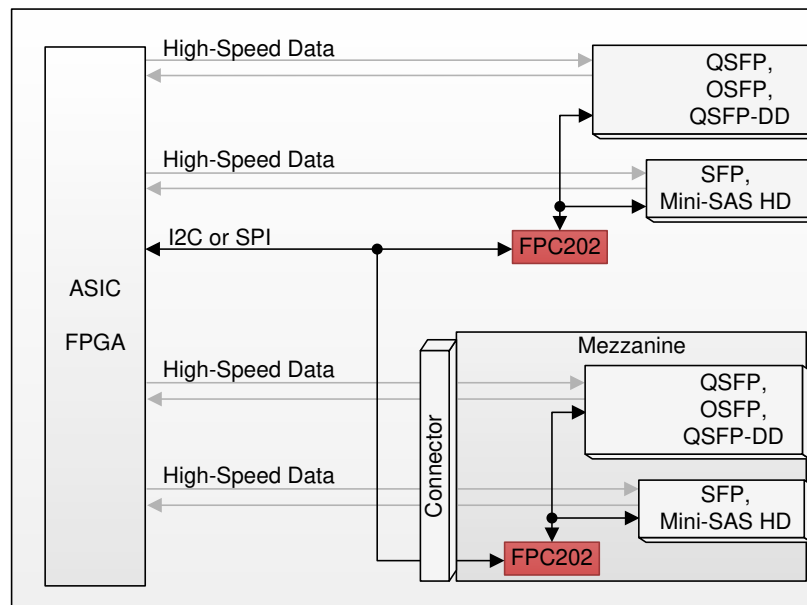 High-Speed Data
QSFP,
OSFP,
QSFP-DD
High-Speed Data
SFP,
Mini-SAS HD
I2C or SPI
FPC202
ASIC
FPGA
Mezzanine
High-Speed Data
QSFP,
OSFP,
QSFP-DD
Connector
High-Speed Data
SFP,
Mini-SAS HD
FPC202